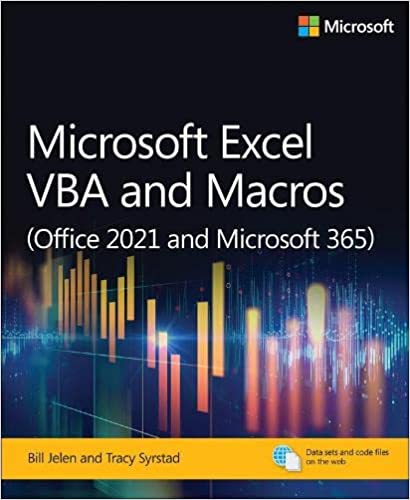 Microsoft
Microsoft Excel
VBA and Macros
(Office 2021 and Microsoft 365)
Bill Jelen and Tracy Syrstad
Data sets and code files
on the web